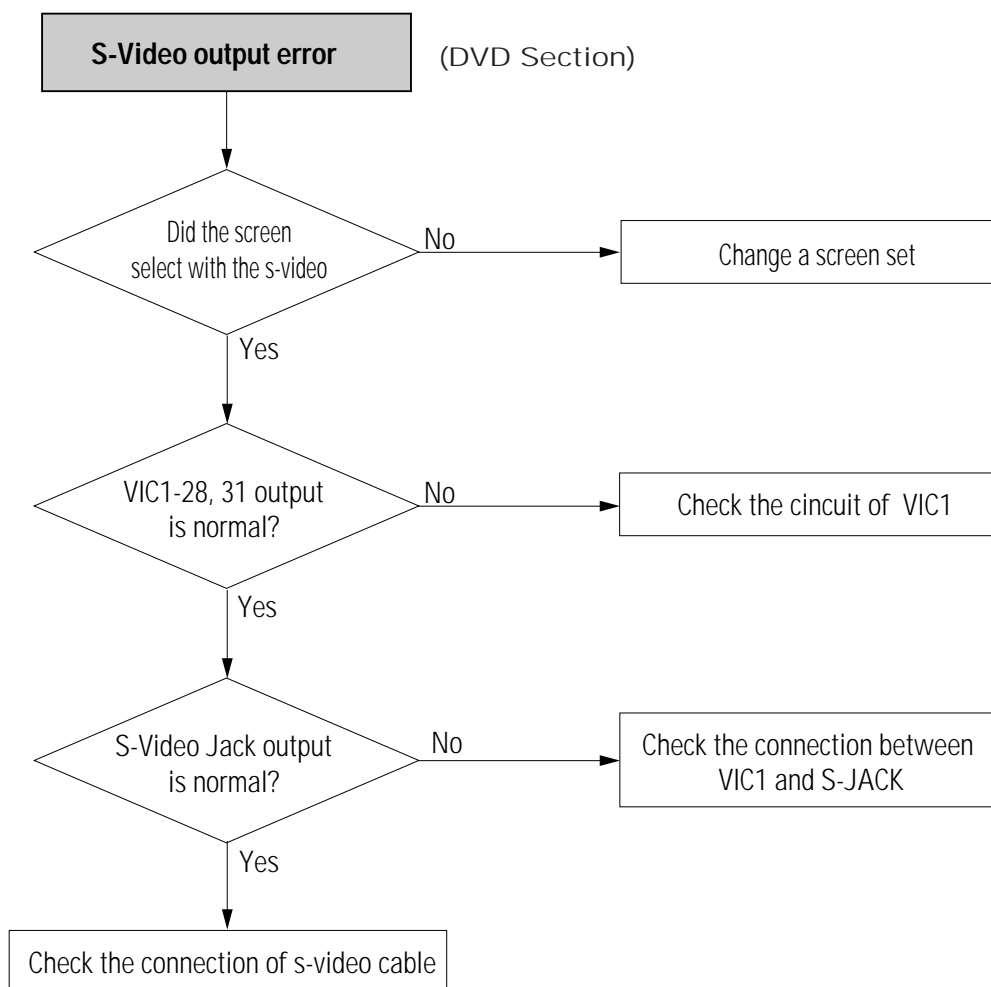 S-Video output error
(DVD Section)
Did the screen
select with the s-video
No
Change a screen set
Yes
VIC1-28, 31 output
is normal?
No
Check the cincuit of VIC1
Yes
S-Video Jack output
is normal?
No
Check the connection between
VIC1 and S-JACK
Yes
Check the connection of s-video cable